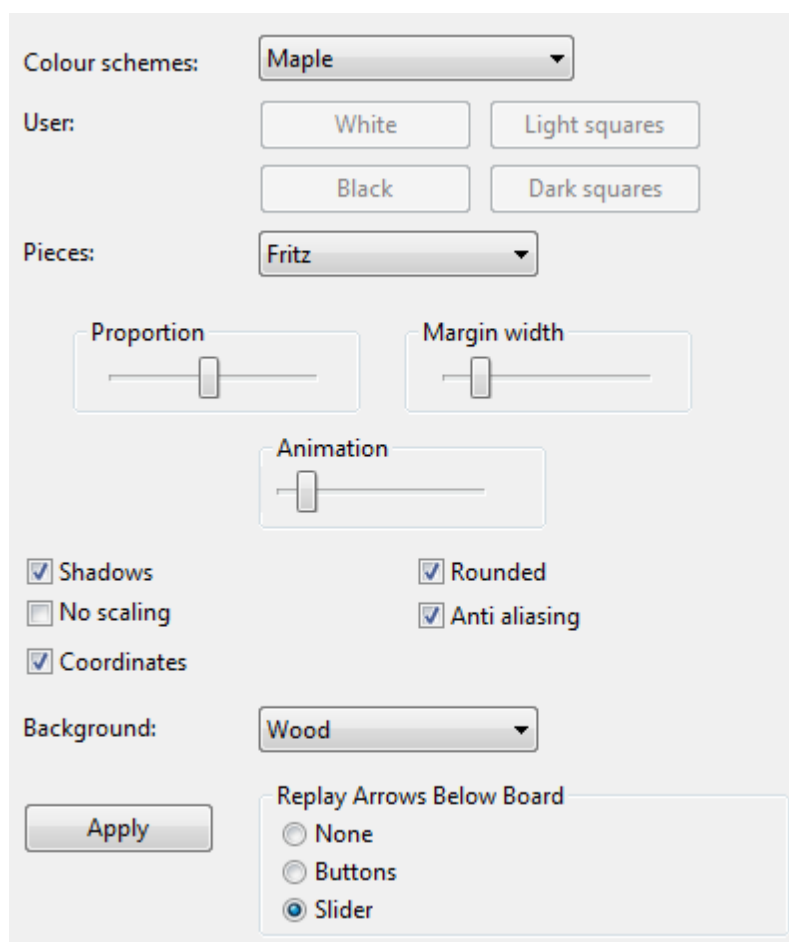 Colour schemes: Maple
User: White Light squares
Black Dark squares
Pieces: Fritz
Proportion Margin width
Animation
Shadows Rounded
No scaling Anti aliasing
Coordinates
Background: Wood
Replay Arrows Below Board
Apply None
Buttons
Slider